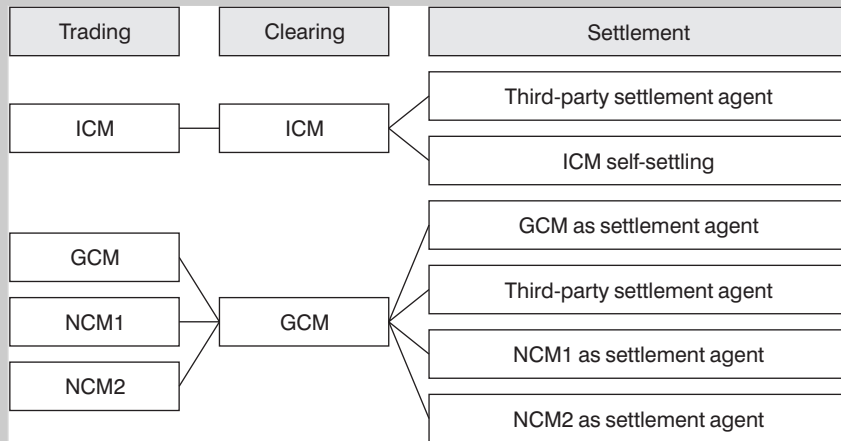 Trading
Clearing
Settlement
ICM
ICM
Third-party settlement agent
ICM self-settling
GCM
NCM1
NCM2
GCM
GCM as settlement agent
Third-party settlement agent
NCM1 as settlement agent
NCM2 as settlement agent